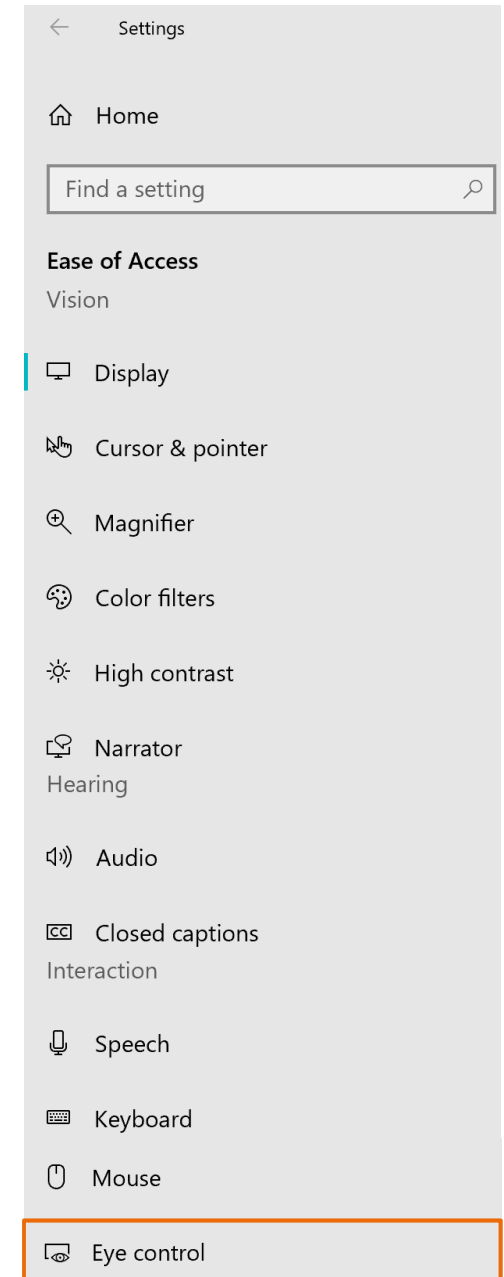 Settings
Home
Find a setting
Ease of Access
Vision
Display
Cursor & pointer
Magnifier
Color filters
High contrast
Narrator
Hearing
Audio
Closed captions
Interaction
Speech
Keyboard
Mouse
Eye control